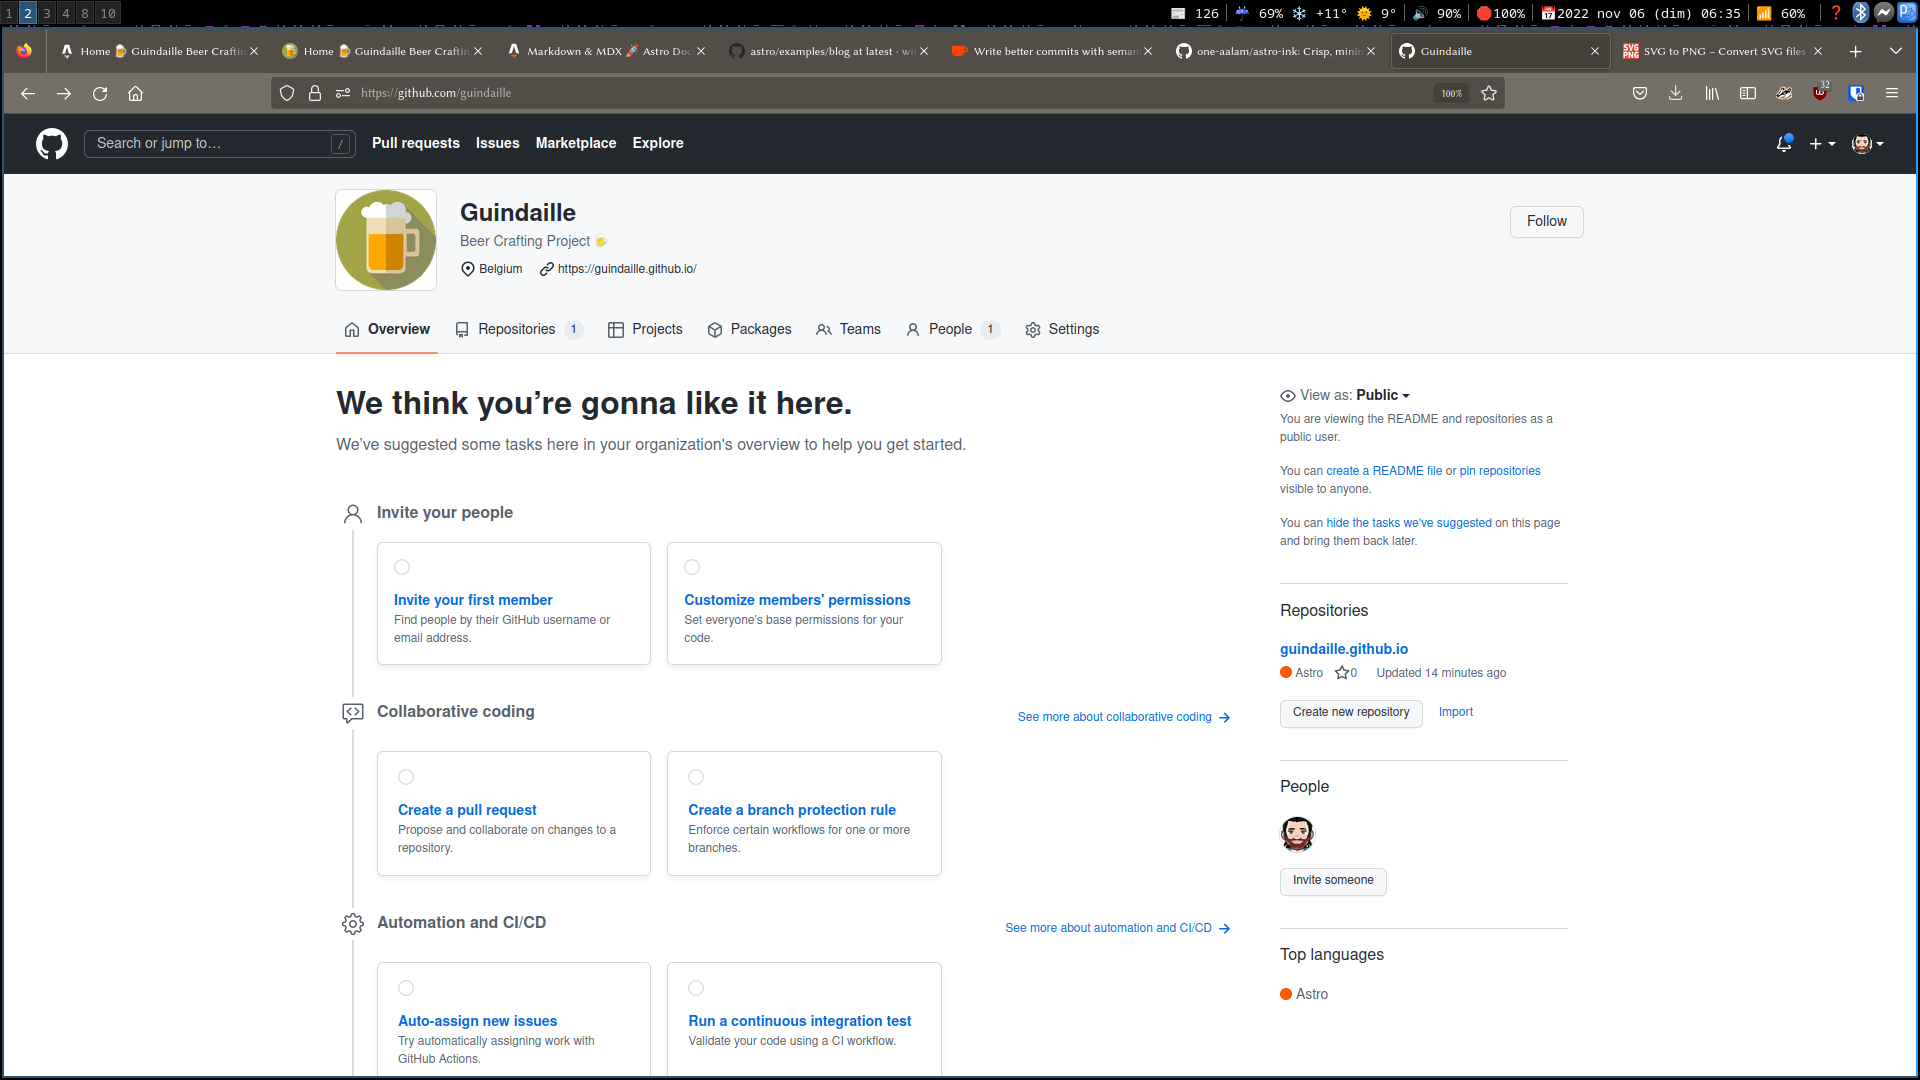 1 2 3 4 8 10
126 69% +11° 9° 90% 100% 2022 nov 06 (dim) 06:35 60%
Home 🍺 Guindaille Beer Craftin
Home 🍺 Guindaille Beer Craftin
Markdown & MDX 🚀 Astro Doc
astro/examples/blog at latest · wit
Write better commits with seman
one-aalam/astro-ink: Crisp, minin
Guindaille
SVG to PNG – Convert SVG files
https://github.com/guindaille
100%
32
Search or jump to…
/
Pull requests
Issues
Marketplace
Explore
Guindaille
Beer Crafting Project 🍺
Belgium
https://guindaille.github.io/
Follow
Overview
Repositories 1
Projects
Packages
Teams
People 1
Settings
We think you’re gonna like it here.
We’ve suggested some tasks here in your organization's overview to help you get started.
Invite your people
Invite your first member
Find people by their GitHub username or
email address.
Customize members' permissions
Set everyone's base permissions for your
code.
Collaborative coding
See more about collaborative coding →
Create a pull request
Propose and collaborate on changes to a
repository.
Create a branch protection rule
Enforce certain workflows for one or more
branches.
Automation and CI/CD
See more about automation and CI/CD →
Auto-assign new issues
Try automatically assigning work with
GitHub Actions.
Run a continuous integration test
Validate your code using a CI workflow.
View as: Public
You are viewing the README and repositories as a
public user.
You can create a README file or pin repositories
visible to anyone.
You can hide the tasks we've suggested on this page
and bring them back later.
Repositories
guindaille.github.io
Astro 0 Updated 14 minutes ago
Create new repository
Import
People
Invite someone
Top languages
Astro